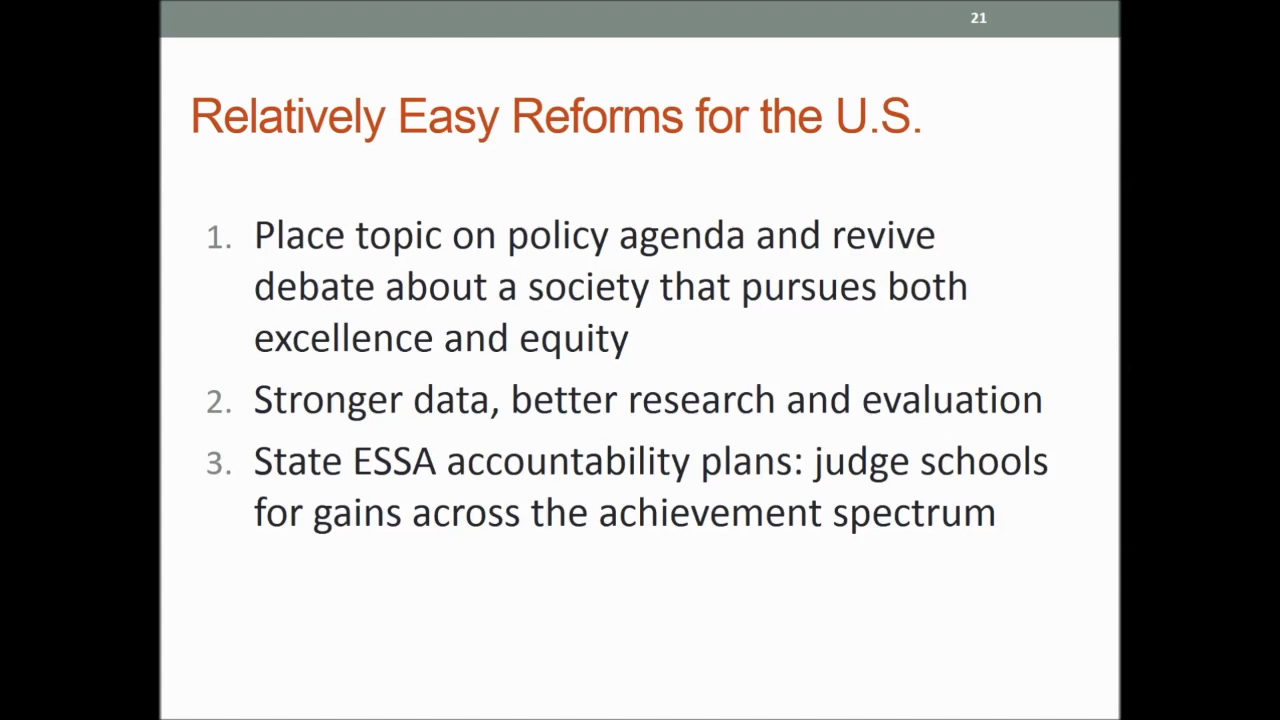 21
Relatively Easy Reforms for the U.S.
1. Place topic on policy agenda and revive
debate about a society that pursues both
excellence and equity
2. Stronger data, better research and evaluation
3. State ESSA accountability plans: judge schools
for gains across the achievement spectrum